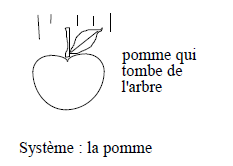 pomme qui
tombe de
l'arbre
Système : la pomme